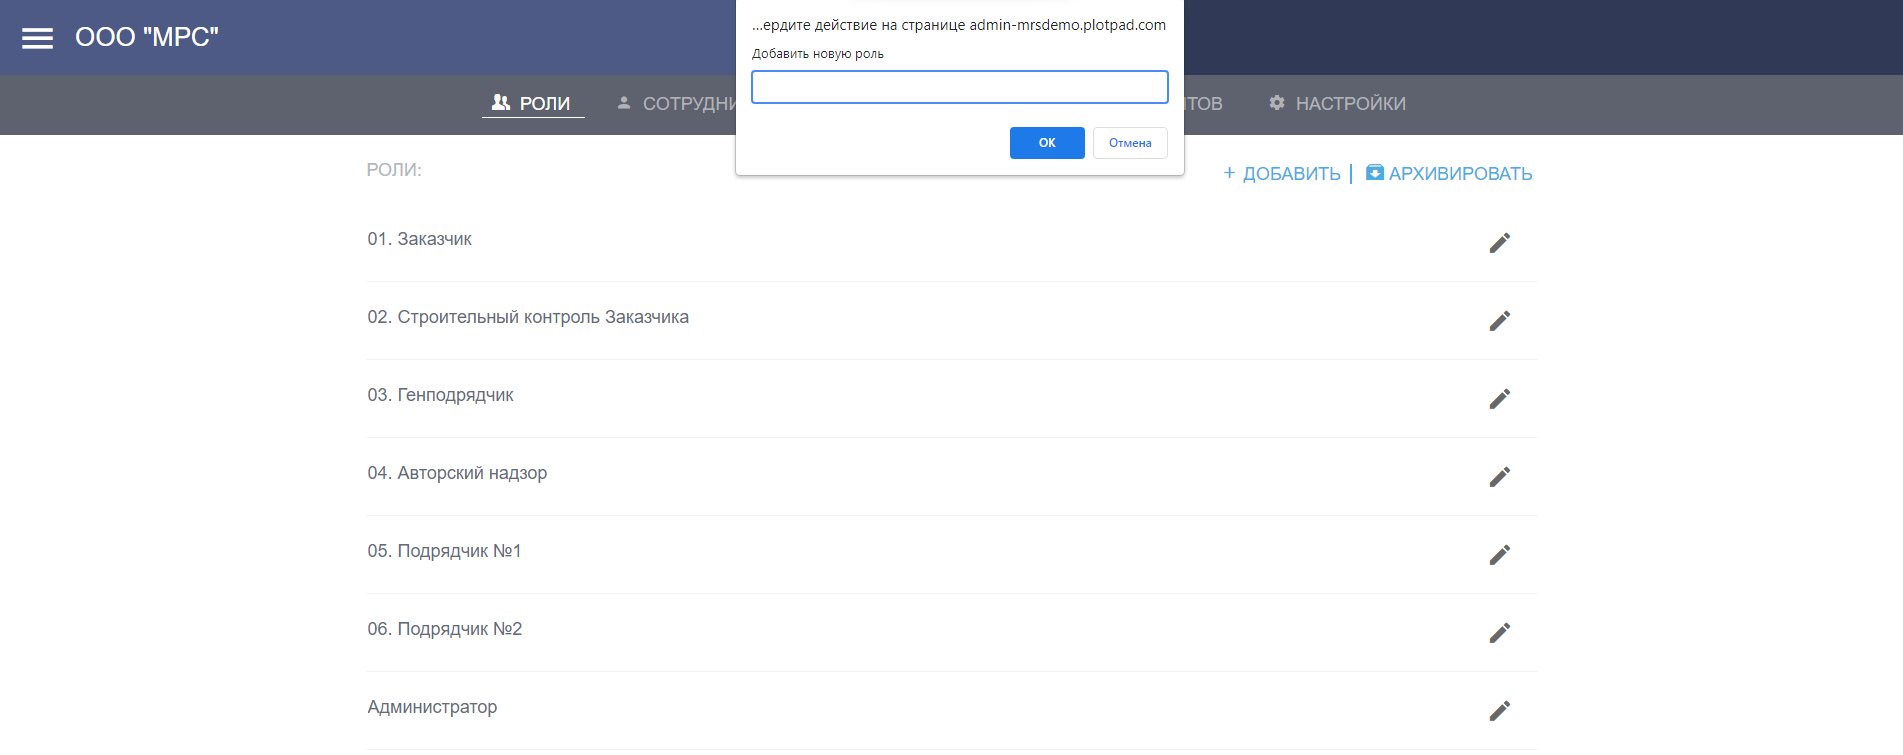 ООО "МРС"
...ердите действие на странице admin-mrsdemo.plotpad.com
Добавить новую роль
ОК
Отмена
РОЛИ
СОТРУДНИ
ТОВ
НАСТРОЙКИ
РОЛИ:
+ ДОБАВИТЬ | АРХИВИРОВАТЬ
01. Заказчик
02. Строительный контроль Заказчика
03. Генподрядчик
04. Авторский надзор
05. Подрядчик №1
06. Подрядчик №2
Администратор